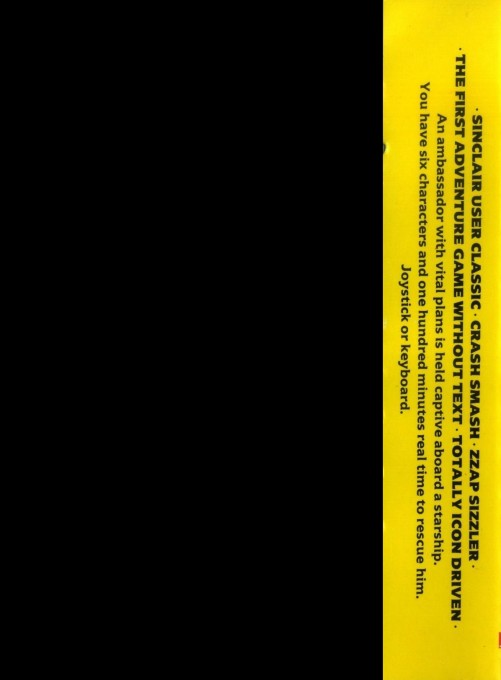 · SINCLAIR USER CLASSIC · CRASH SMASH · ZZAP SIZZLER ·
· THE FIRST ADVENTURE GAME WITHOUT TEXT · TOTALLY ICON DRIVEN ·
An ambassador with vital plans is held captive aboard a starship.
You have six characters and one hundred minutes real time to rescue him.
Joystick or keyboard.